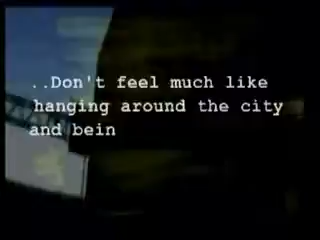 ..Don't feel much like
hanging around the city
and bein